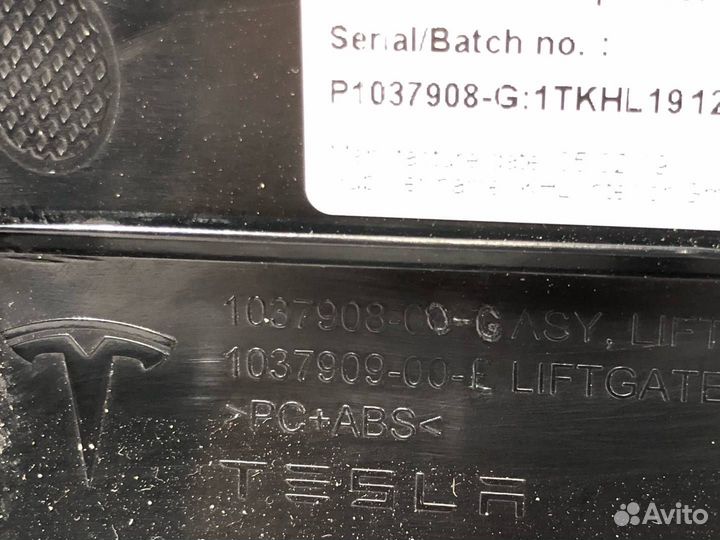 Serial/Batch no. :
P1037908-G:1TKHL1912
1037908-00-G ASY, LIFT
1037909-00-E LIFTGATE
>PC+ABS<
TESLA
Avito